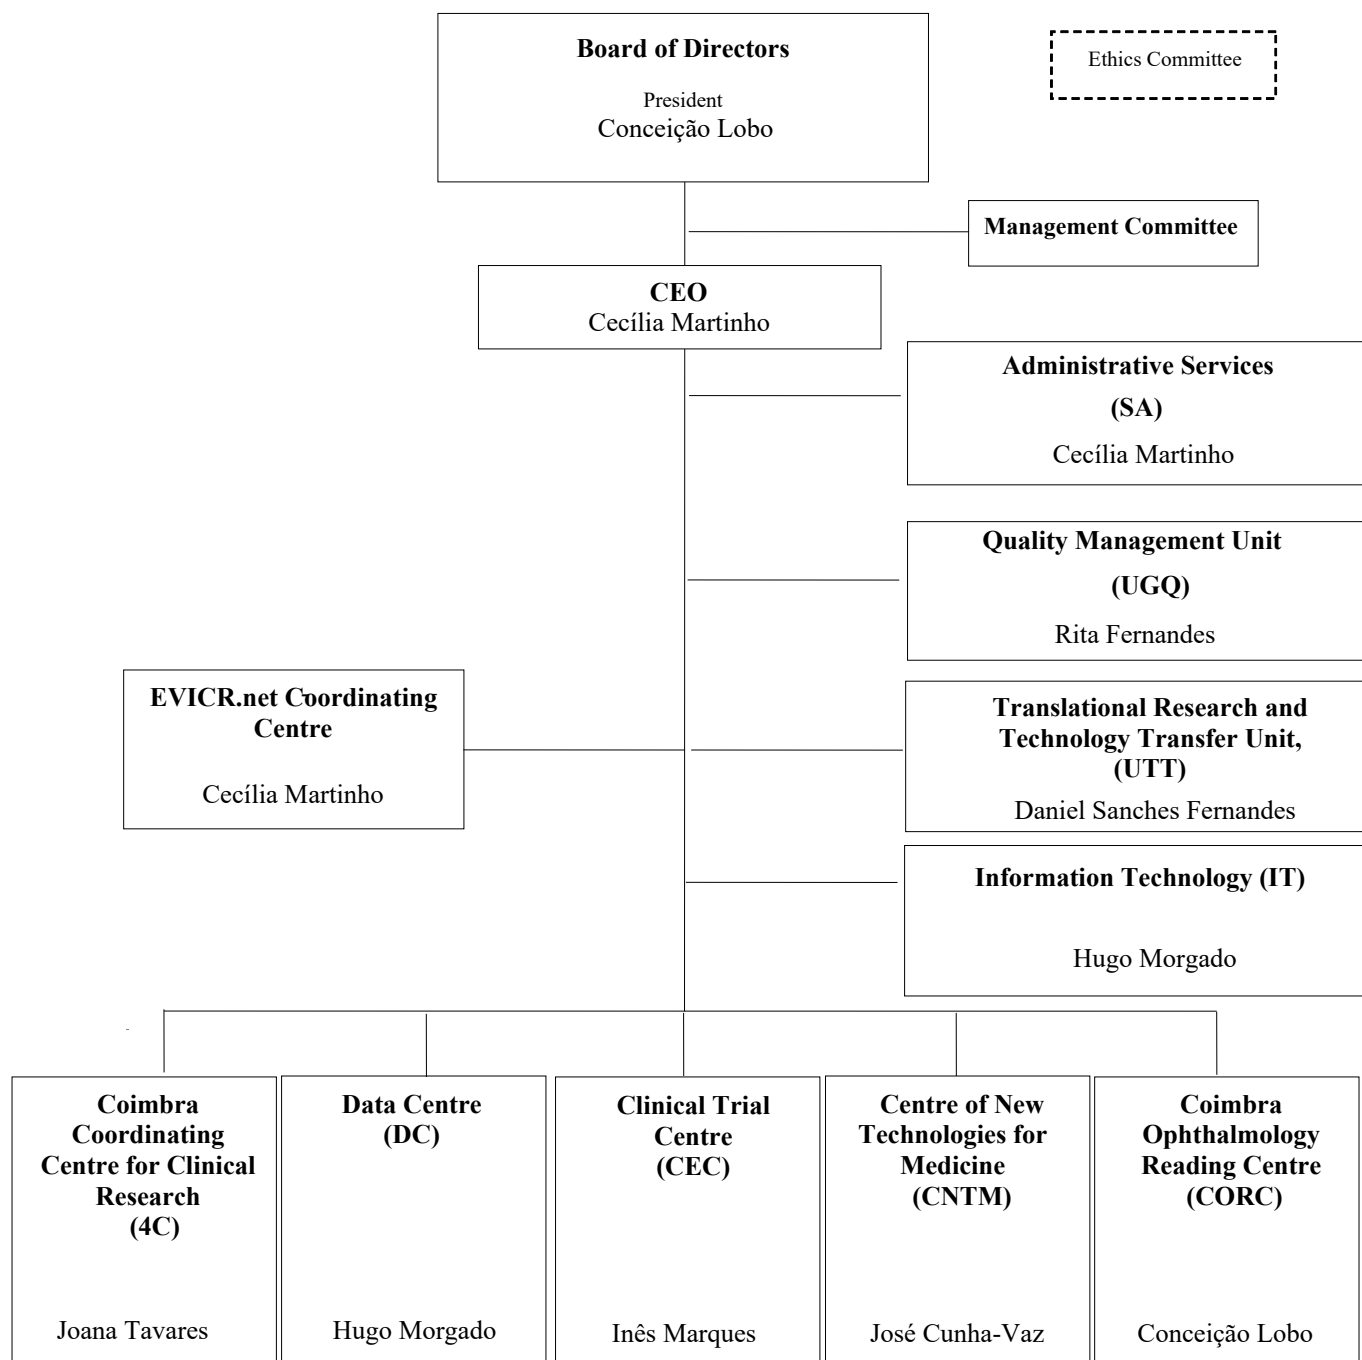 Board of Directors
President
Conceição Lobo
Ethics Committee
Management Committee
CEO
Cecília Martinho
Administrative Services
(SA)
Cecília Martinho
Quality Management Unit
(UGQ)
Rita Fernandes
EVICR.net Coordinating
Centre
Cecília Martinho
Translational Research and
Technology Transfer Unit,
(UTT)
Daniel Sanches Fernandes
Information Technology (IT)
Hugo Morgado
Coimbra
Coordinating
Centre for Clinical
Research
(4C)
Joana Tavares
Data Centre
(DC)
Hugo Morgado
Clinical Trial
Centre
(CEC)
Inês Marques
Centre of New
Technologies for
Medicine
(CNTM)
José Cunha-Vaz
Coimbra
Ophthalmology
Reading Centre
(CORC)
Conceição Lobo